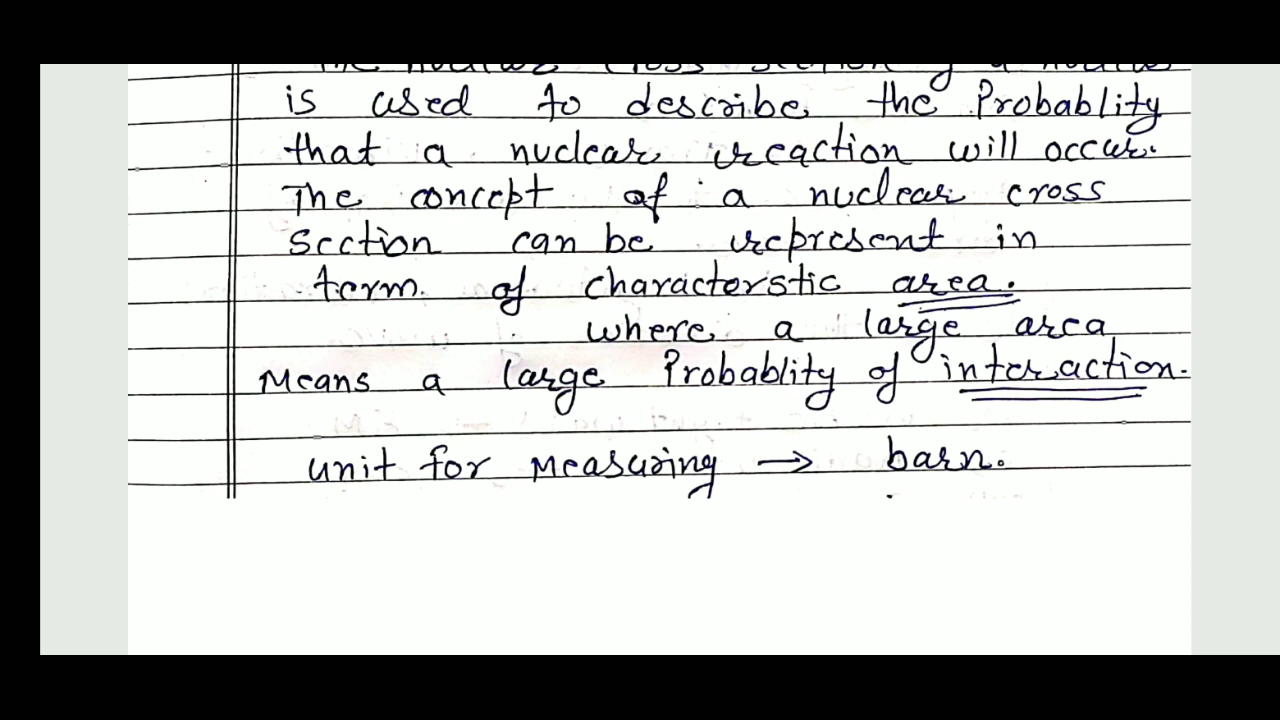 is used to describe the Probablity
that a nuclear reaction will occur.
The concept of a nuclear cross
section can be represent in
term of characterstic area.
where a large area
Means a large Probablity of interaction.
unit for measuring → barn.